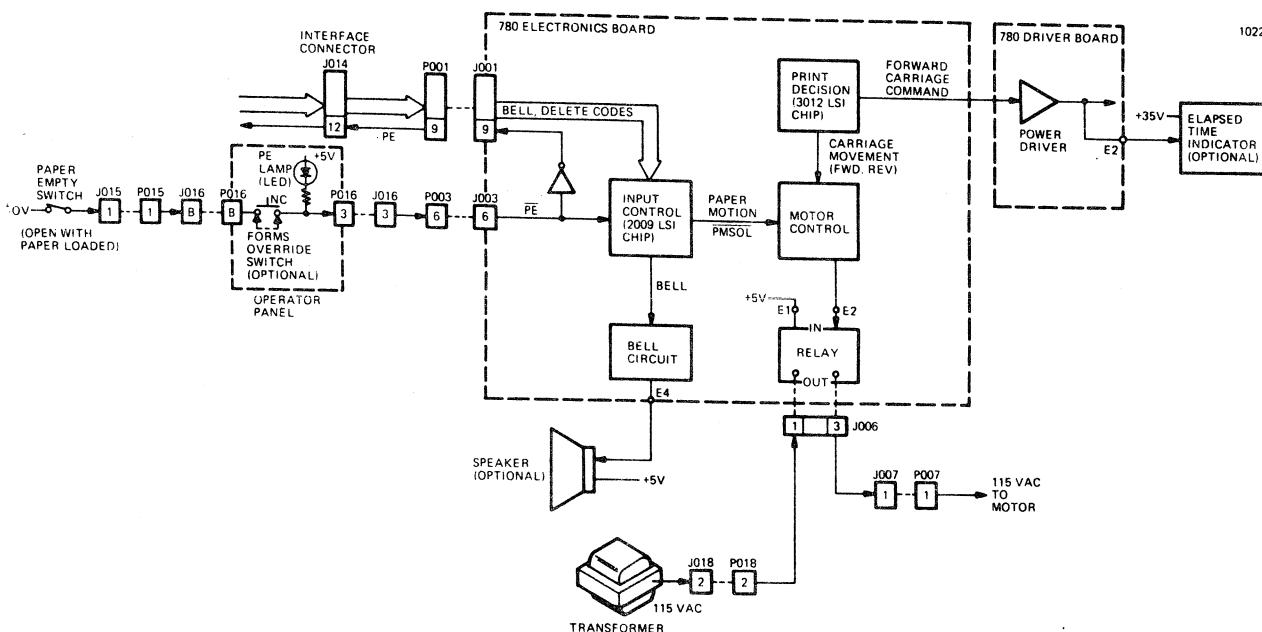 1022
780 ELECTRONICS BOARD
780 DRIVER BOARD
INTERFACE
CONNECTOR
J014
P001
J001
12
9
9
PE
BELL, DELETE CODES
PRINT
DECISION
(3012 LSI
CHIP)
FORWARD
CARRIAGE
COMMAND
POWER
DRIVER
E2
+35V
ELAPSED
TIME
INDICATOR
(OPTIONAL)
CARRIAGE
MOVEMENT
(FWD. REV)
PAPER
EMPTY
SWITCH
0V
(OPEN WITH
PAPER LOADED)
J015
P015
J016
P016
1
1
B
B
PE
LAMP
(LED)
+5V
NC
FORMS
OVERRIDE
SWITCH
(OPTIONAL)
OPERATOR
PANEL
P016
J016
P003
J003
3
3
6
6
PE
INPUT
CONTROL
(2009 LSI
CHIP)
PAPER
MOTION
PMSOL
MOTOR
CONTROL
BELL
BELL
CIRCUIT
E4
+5V
E1
E2
IN
RELAY
OUT
1
3
J006
SPEAKER
(OPTIONAL)
+5V
J007
P007
1
1
115 VAC
TO
MOTOR
J018
P018
2
2
115 VAC
TRANSFORMER